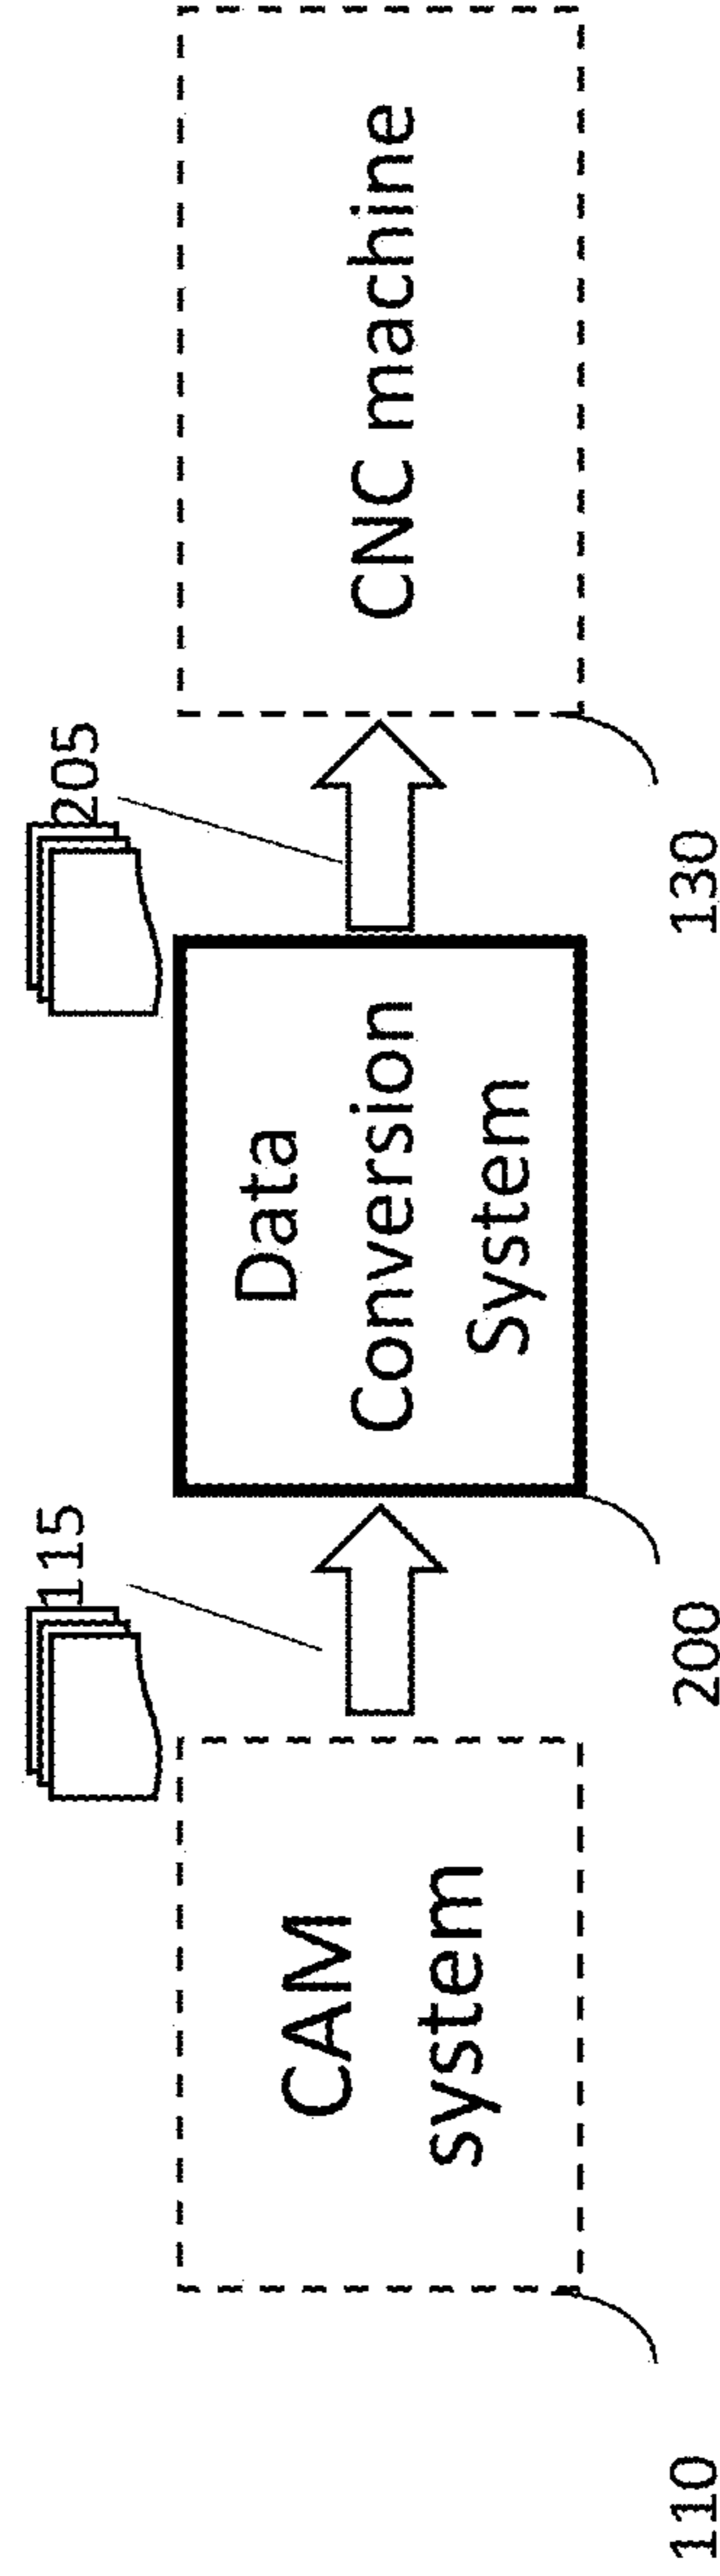 115
205
CAM
system
Data
Conversion
System
CNC machine
110
200
130